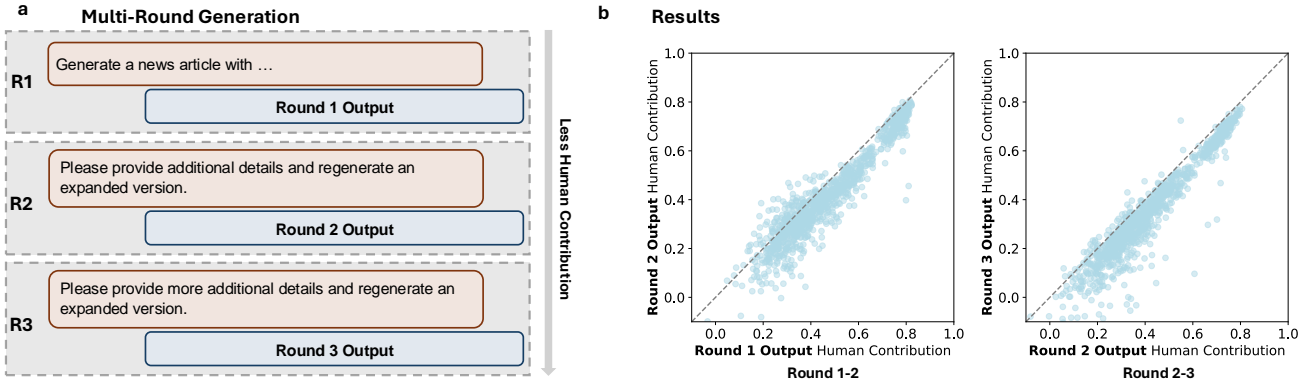 a
Multi-Round Generation
R1
Generate a news article with …
Round 1 Output
R2
Please provide additional details and regenerate an
expanded version.
Round 2 Output
R3
Please provide more additional details and regenerate an
expanded version.
Round 3 Output
Less Human Contribution
b
Results
Round 2 Output Human Contribution
1.0
0.8
0.6
0.4
0.2
0.0
0.0 0.2 0.4 0.6 0.8 1.0
Round 1 Output Human Contribution
Round 1-2
Round 3 Output Human Contribution
1.0
0.8
0.6
0.4
0.2
0.0
0.0 0.2 0.4 0.6 0.8 1.0
Round 2 Output Human Contribution
Round 2-3